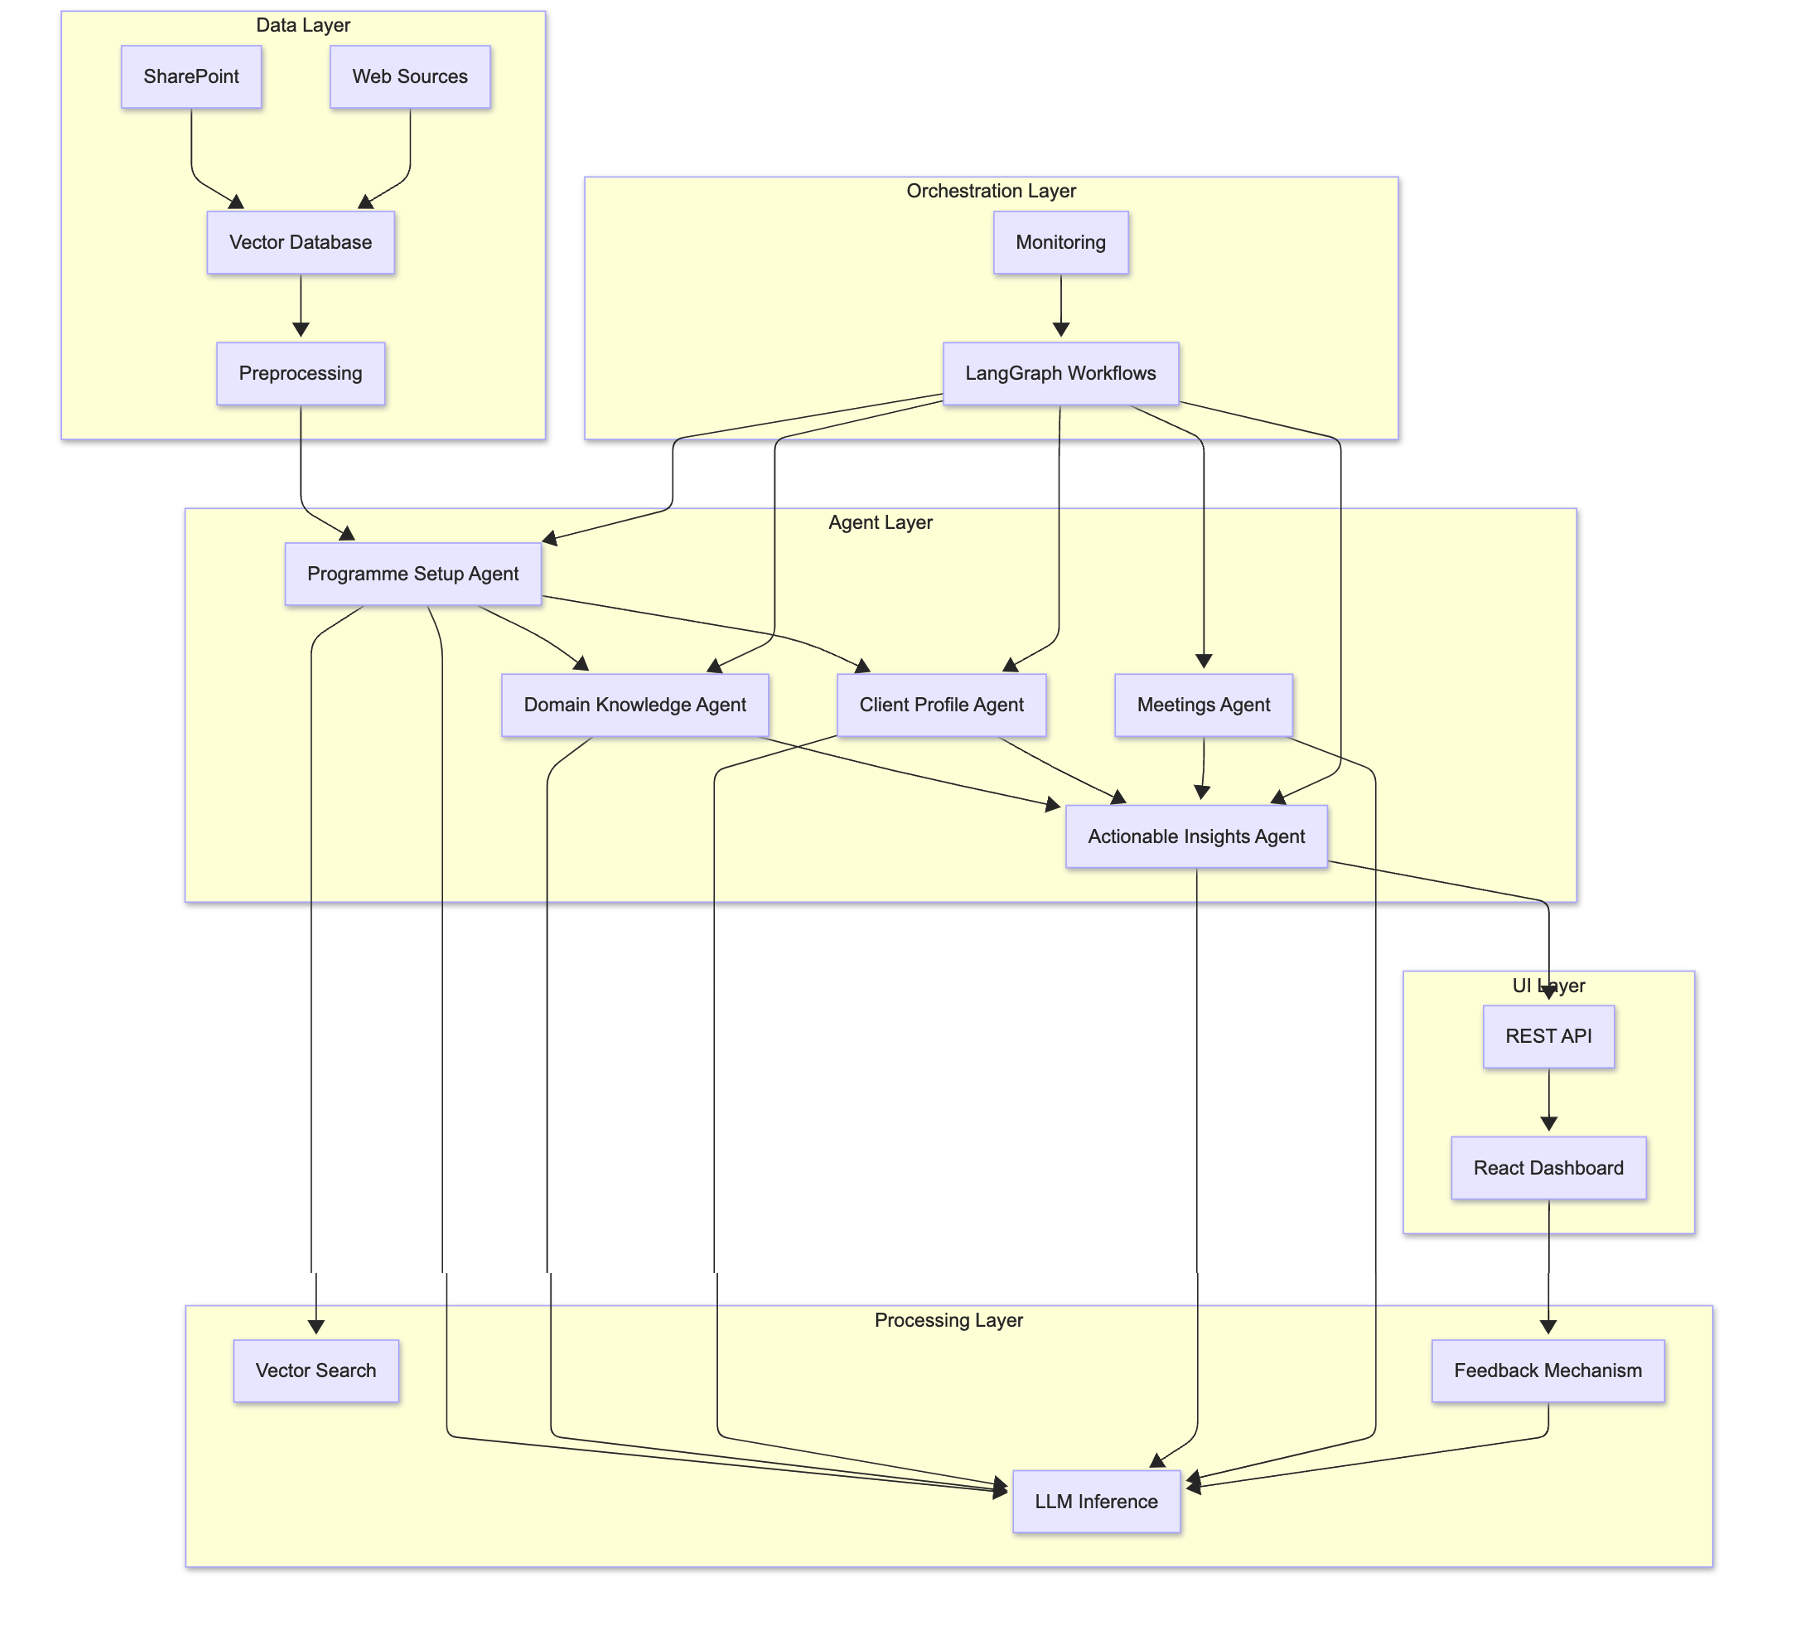 Data Layer
SharePoint
Web Sources
Vector Database
Preprocessing
Orchestration Layer
Monitoring
LangGraph Workflows
Agent Layer
Programme Setup Agent
Domain Knowledge Agent
Client Profile Agent
Meetings Agent
Actionable Insights Agent
UI Layer
REST API
React Dashboard
Processing Layer
Vector Search
Feedback Mechanism
LLM Inference